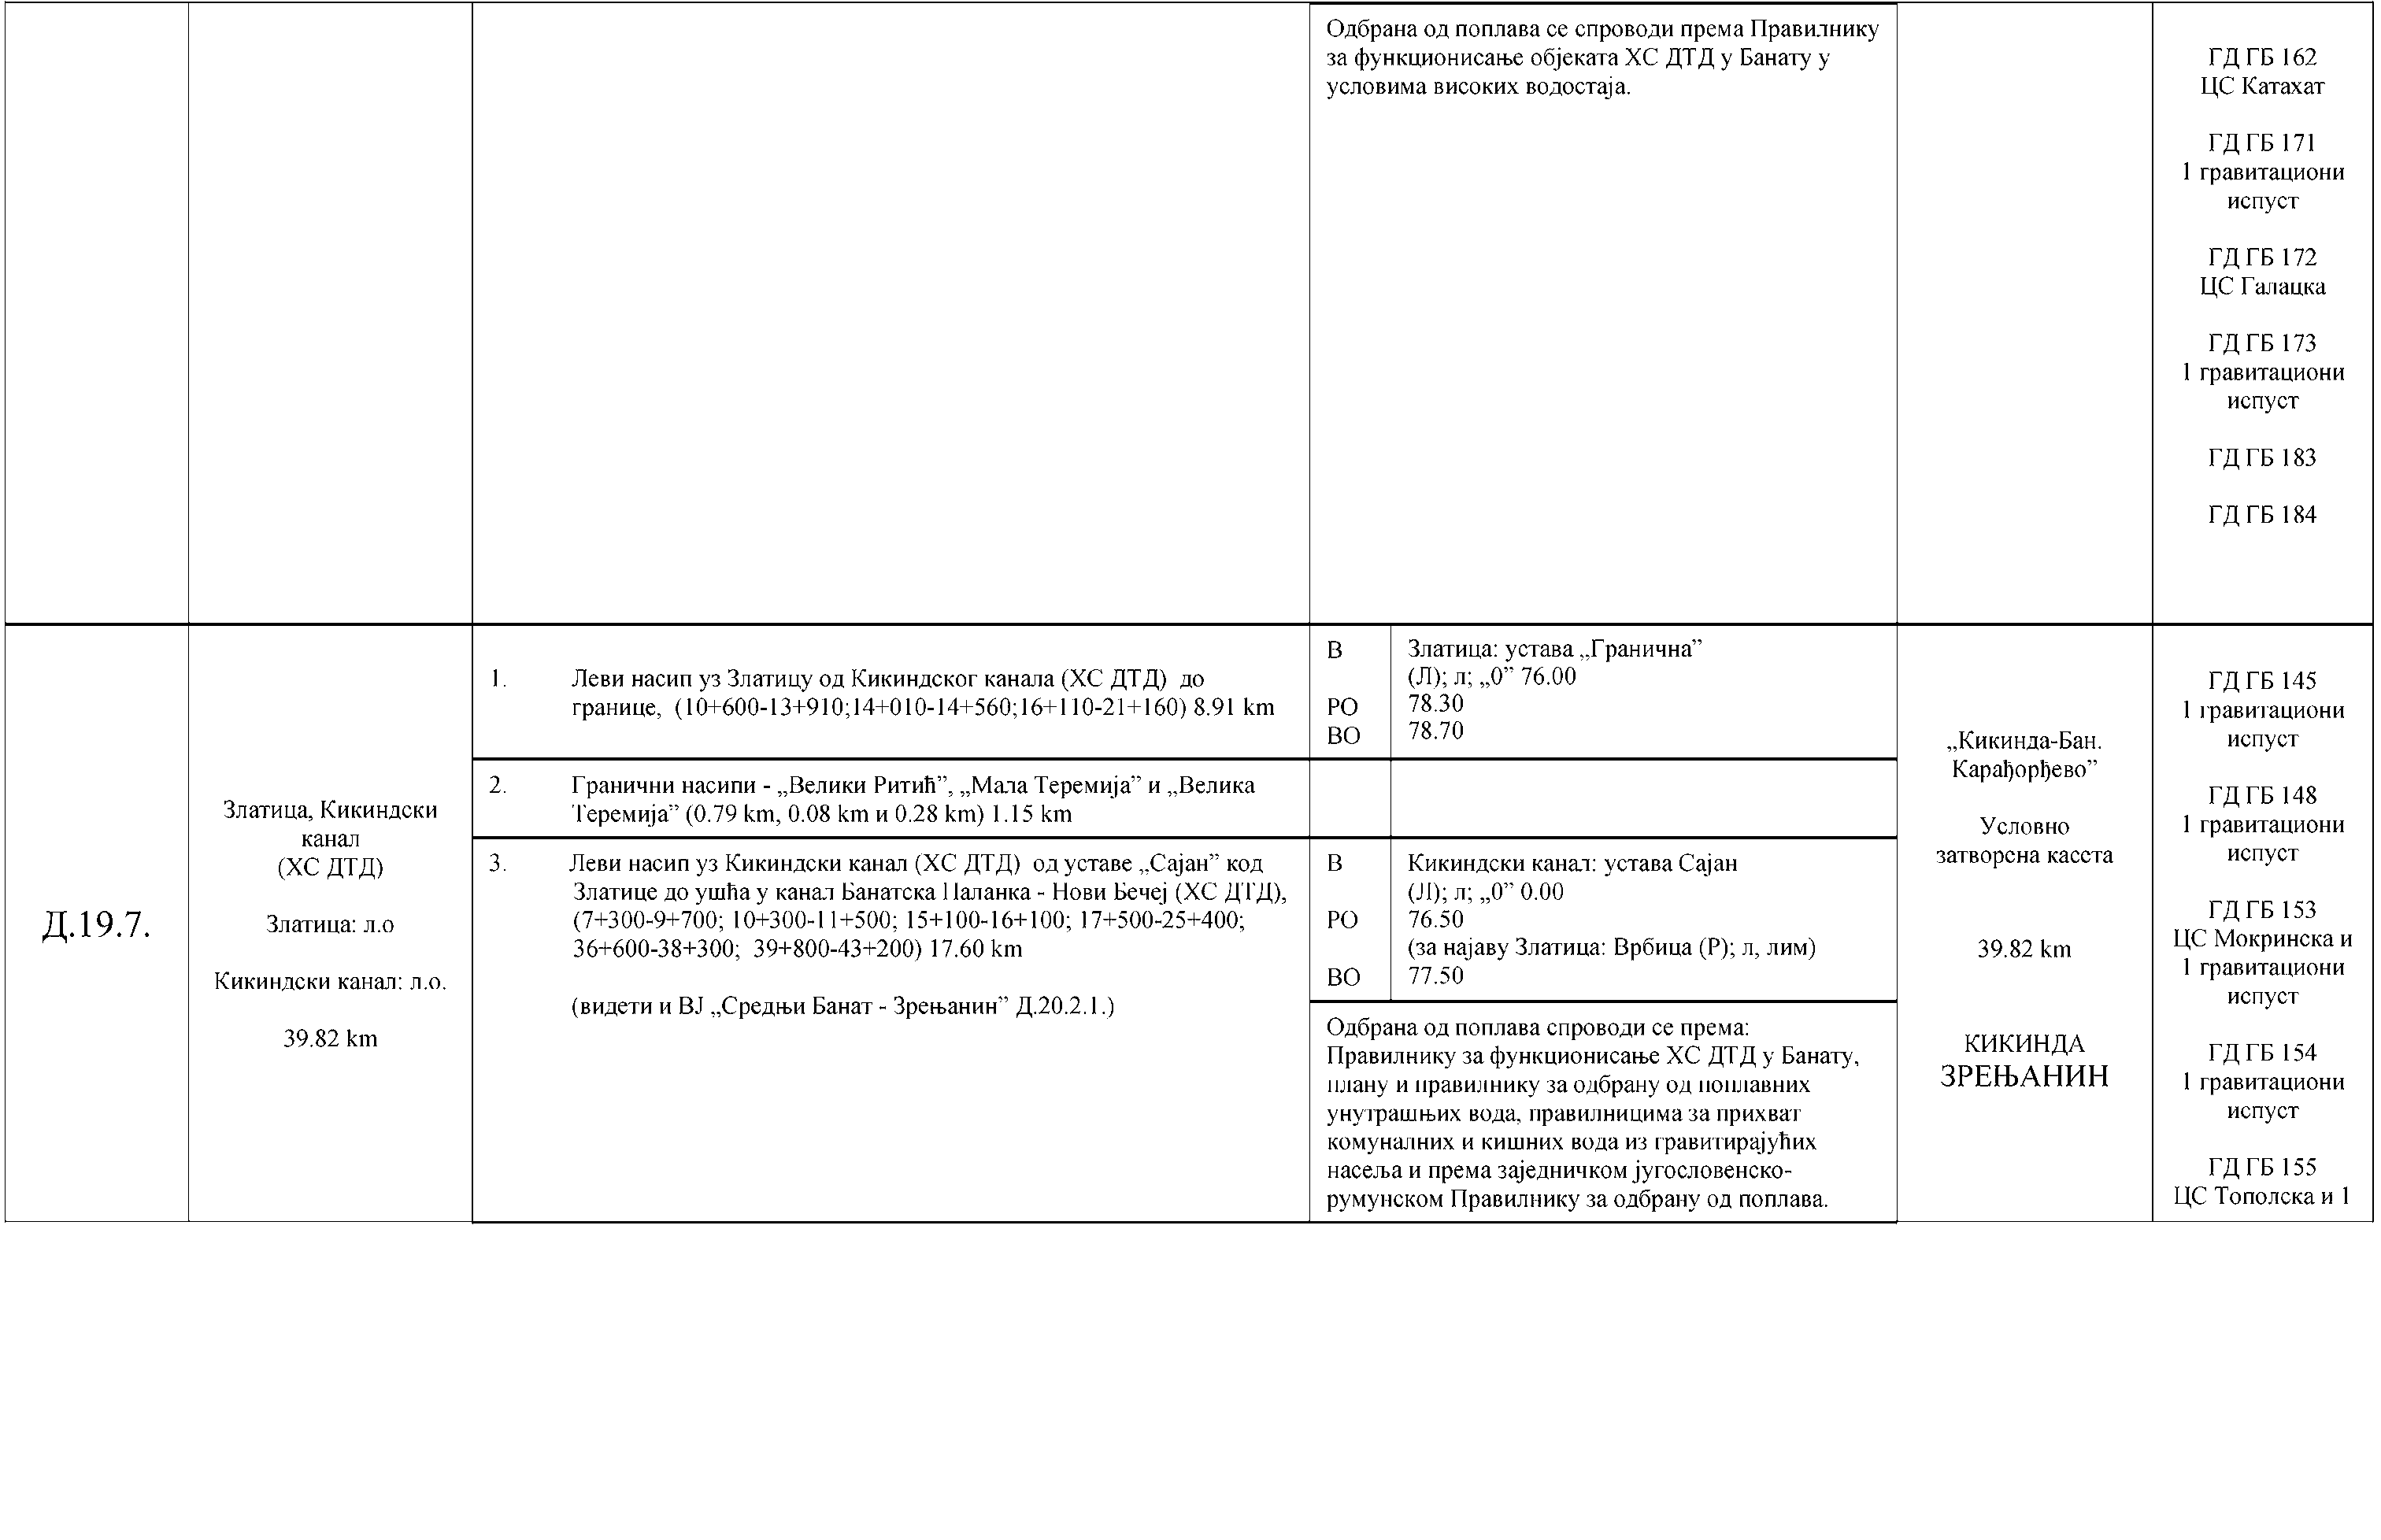 Одбрана од поплава се спроводи према Правилнику
за функционисање објеката ХС ДТД у Банату у
условима високих водостаја.
ГД ГБ 162
ЦС Катахат
ГД ГБ 171
1 гравитациони
испуст
ГД ГБ 172
ЦС Галацка
ГД ГБ 173
1 гравитациони
испуст
ГД ГБ 183
ГД ГБ 184
Д.19.7.
Златица, Кикиндски
канал
(ХС ДТД)
Златица: л.о
Кикиндски канал: л.о.
39.82 km
1. Леви насип уз Златицу од Кикиндског канала (ХС ДТД) до
границе, (10+600-13+910;14+010-14+560;16+110-21+160) 8.91 km
2. Гранични насипи - „Велики Ритић”, „Мала Теремија” и „Велика
Теремија” (0.79 km, 0.08 km и 0.28 km) 1.15 km
3. Леви насип уз Кикиндски канал (ХС ДТД) од уставе „Сајан” код
Златице до ушћа у канал Банатска Паланка - Нови Бечеј (ХС ДТД),
(7+300-9+700; 10+300-11+500; 15+100-16+100; 17+500-25+400;
36+600-38+300; 39+800-43+200) 17.60 km
(видети и ВЈ „Средњи Банат - Зрењанин” Д.20.2.1.)
В Златица: устава „Гранична”
(Л); л; „0” 76.00
РО 78.30
ВО 78.70
В Кикиндски канал: устава Сајан
(Л); л; „0” 0.00
РО 76.50
(за најаву Златица: Врбица (Р); л, лим)
ВО 77.50
Одбрана од поплава спроводи се према:
Правилнику за функционисање ХС ДТД у Банату,
плану и правилнику за одбрану од поплавних
унутрашњих вода, правилницима за прихват
комуналних и кишних вода из гравитирајућих
насеља и према заједничком југословенско-
румунском Правилнику за одбрану од поплава.
„Кикинда-Бан.
Карађорђево”
Условно
затворена касета
39.82 km
КИКИНДА
ЗРЕЊАНИН
ГД ГБ 145
1 гравитациони
испуст
ГД ГБ 148
1 гравитациони
испуст
ГД ГБ 153
ЦС Мокринска и
1 гравитациони
испуст
ГД ГБ 154
1 гравитациони
испуст
ГД ГБ 155
ЦС Тополска и 1